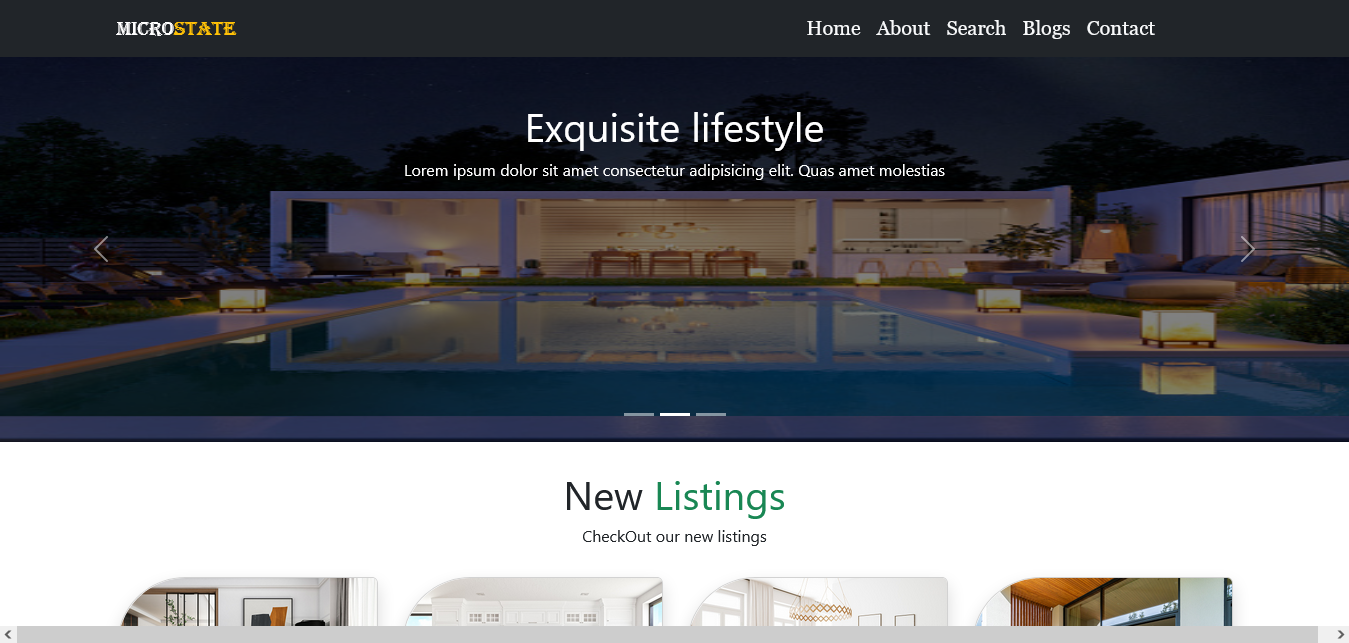 MICROSTATE
Home About Search Blogs Contact
Exquisite lifestyle
Lorem ipsum dolor sit amet consectetur adipisicing elit. Quas amet molestias
New Listings
CheckOut our new listings